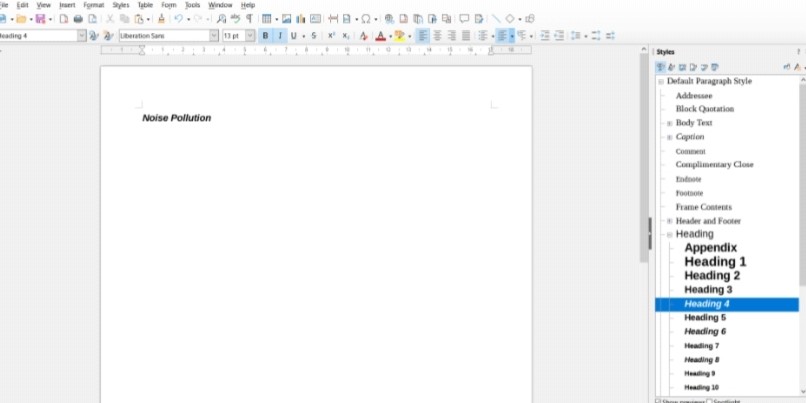 File Edit View Insert Format Styles Table Form Tools Window Help
Heading 4 Liberation Sans 13 pt B I U S
Noise Pollution
Styles
Default Paragraph Style
Addressee
Block Quotation
Body Text
Caption
Comment
Complimentary Close
Endnote
Footnote
Frame Contents
Header and Footer
Heading
Appendix
Heading 1
Heading 2
Heading 3
Heading 4
Heading 5
Heading 6
Heading 7
Heading 8
Heading 9
Heading 10
Show previews Spotlight